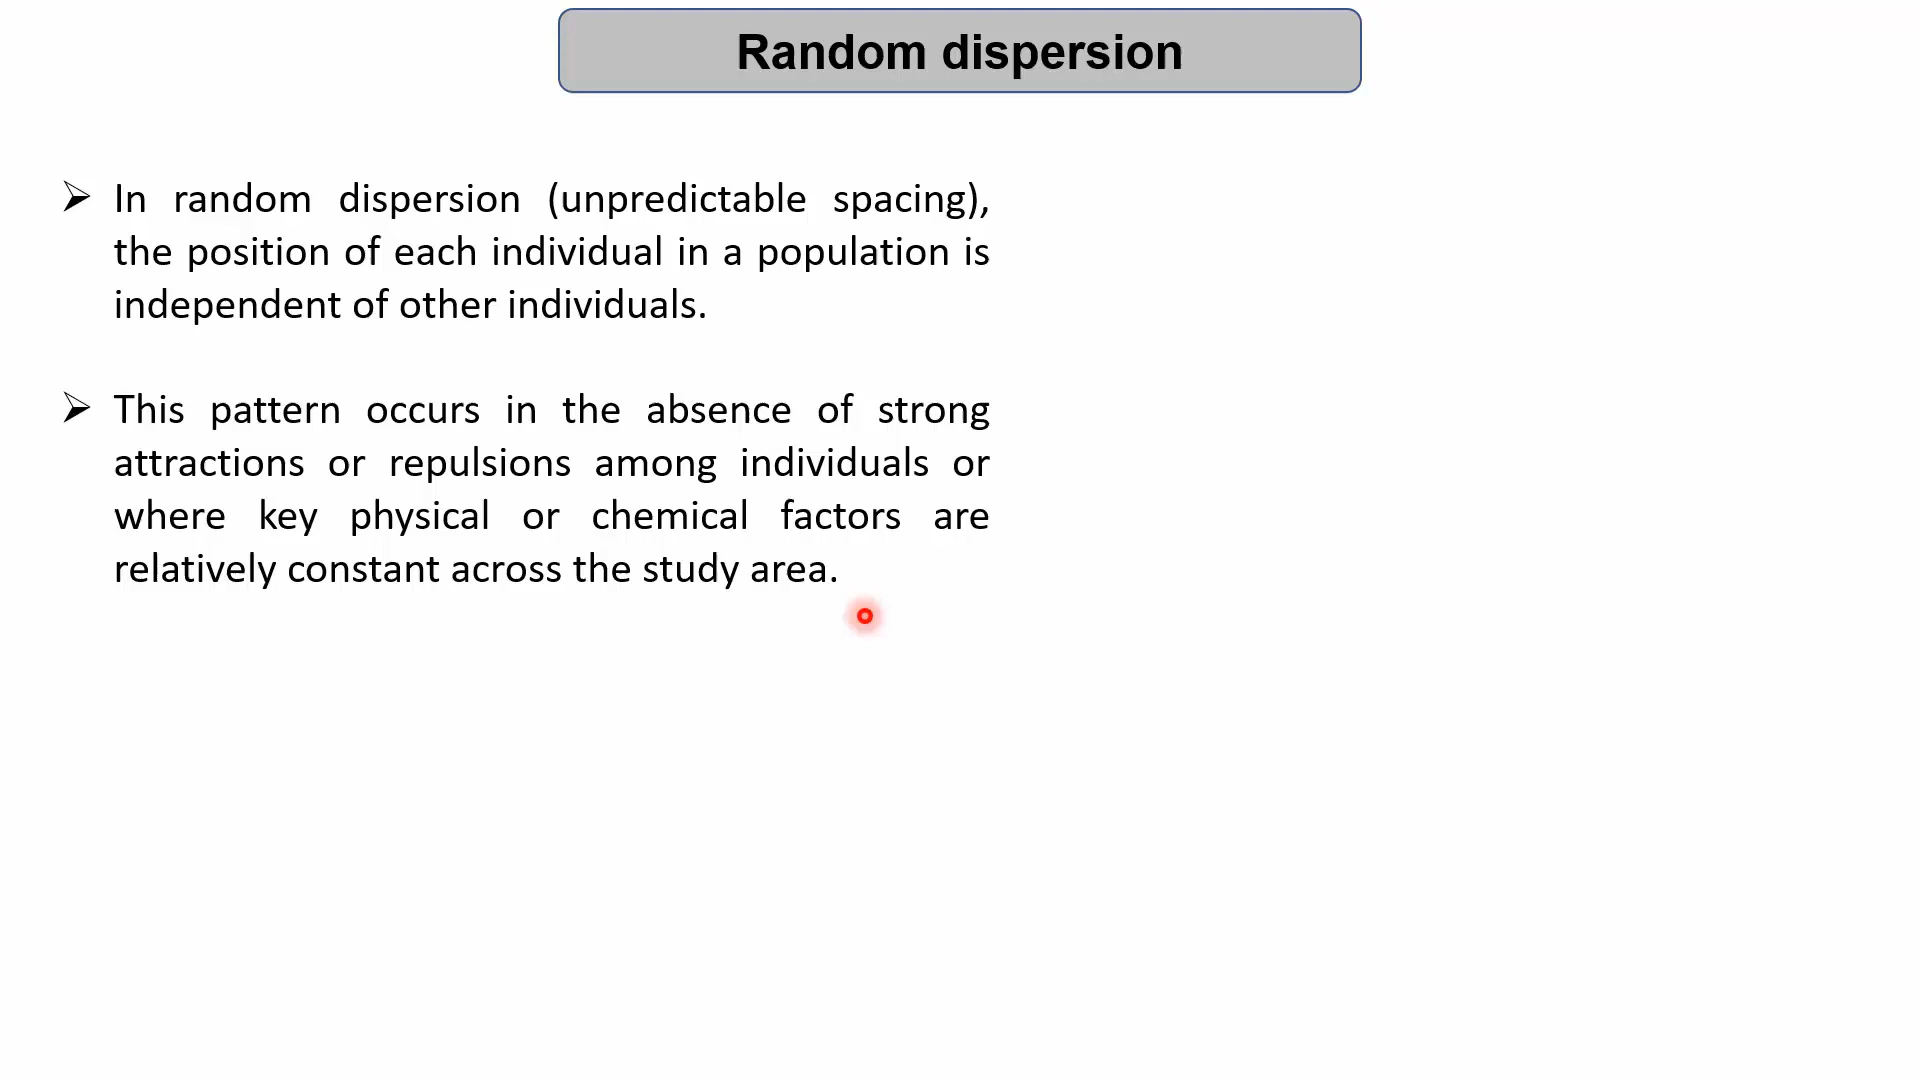 Random dispersion
In random dispersion (unpredictable spacing),
the position of each individual in a population is
independent of other individuals.
This pattern occurs in the absence of strong
attractions or repulsions among individuals or
where key physical or chemical factors are
relatively constant across the study area.